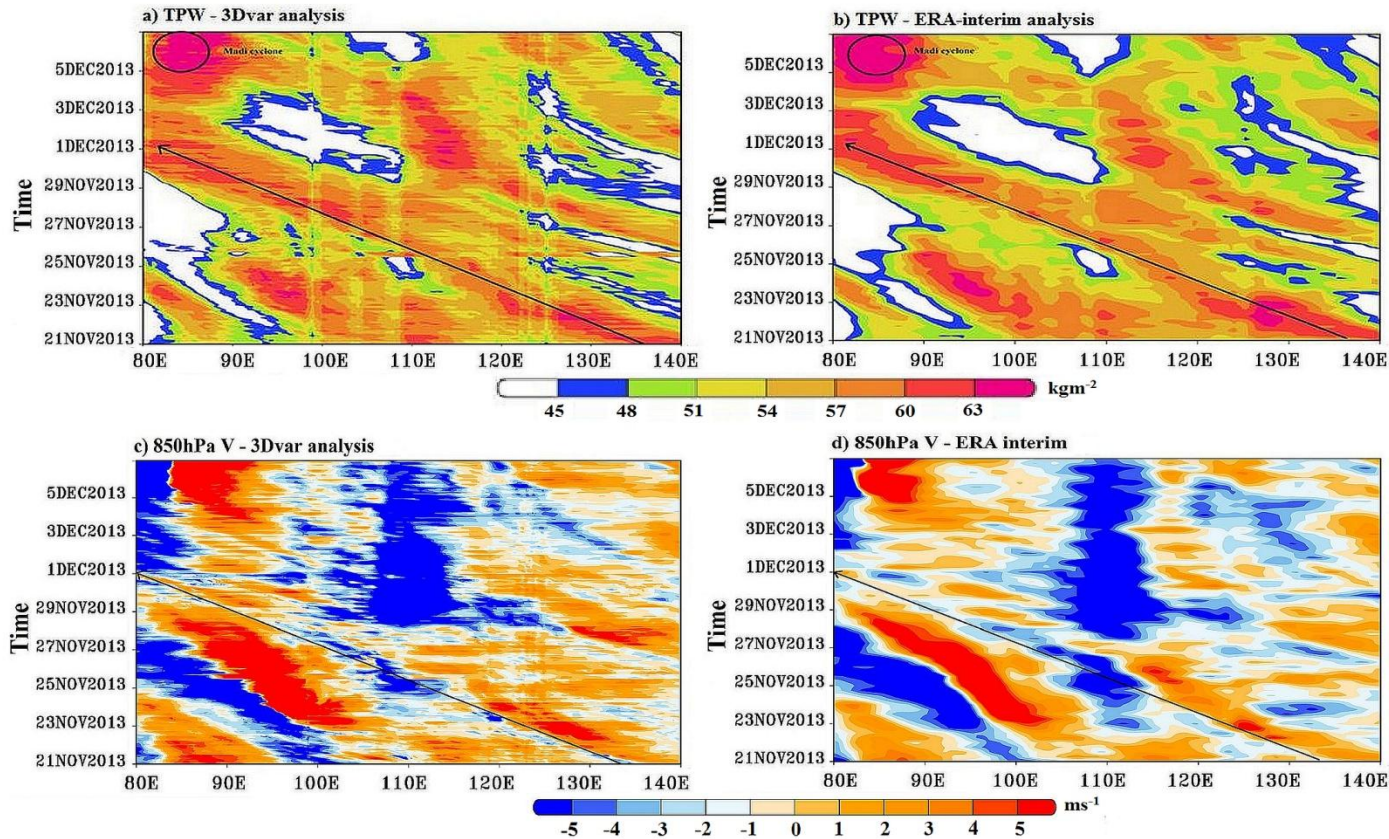 a) TPW - 3Dvar analysis
b) TPW - ERA-interim analysis
Madi cyclone
Madi cyclone
Time
5DEC2013
3DEC2013
1DEC2013
29NOV2013
27NOV2013
25NOV2013
23NOV2013
21NOV2013
80E 90E 100E 110E 120E 130E 140E
Time
5DEC2013
3DEC2013
1DEC2013
29NOV2013
27NOV2013
25NOV2013
23NOV2013
21NOV2013
80E 90E 100E 110E 120E 130E 140E
45 48 51 54 57 60 63 kgm⁻²
c) 850hPa V - 3Dvar analysis
d) 850hPa V - ERA interim
Time
5DEC2013
3DEC2013
1DEC2013
29NOV2013
27NOV2013
25NOV2013
23NOV2013
21NOV2013
80E 90E 100E 110E 120E 130E 140E
Time
5DEC2013
3DEC2013
1DEC2013
29NOV2013
27NOV2013
25NOV2013
23NOV2013
21NOV2013
80E 90E 100E 110E 120E 130E 140E
-5 -4 -3 -2 -1 0 1 2 3 4 5 ms⁻¹